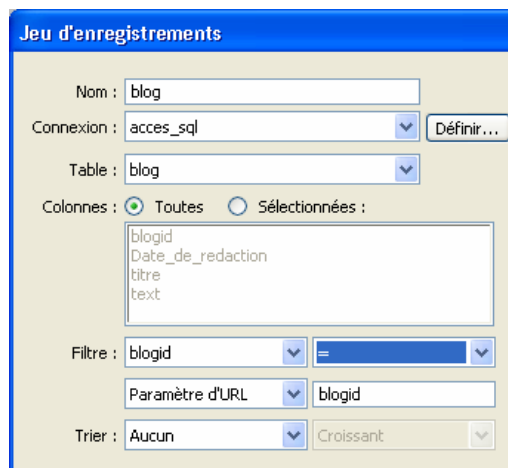 Jeu d'enregistrements
Nom : blog
Connexion : acces_sql Définir...
Table : blog
Colonnes : Toutes Sélectionnées :
blogid
Date_de_redaction
titre
text
Filtre : blogid =
Paramètre d'URL blogid
Trier : Aucun Croissant